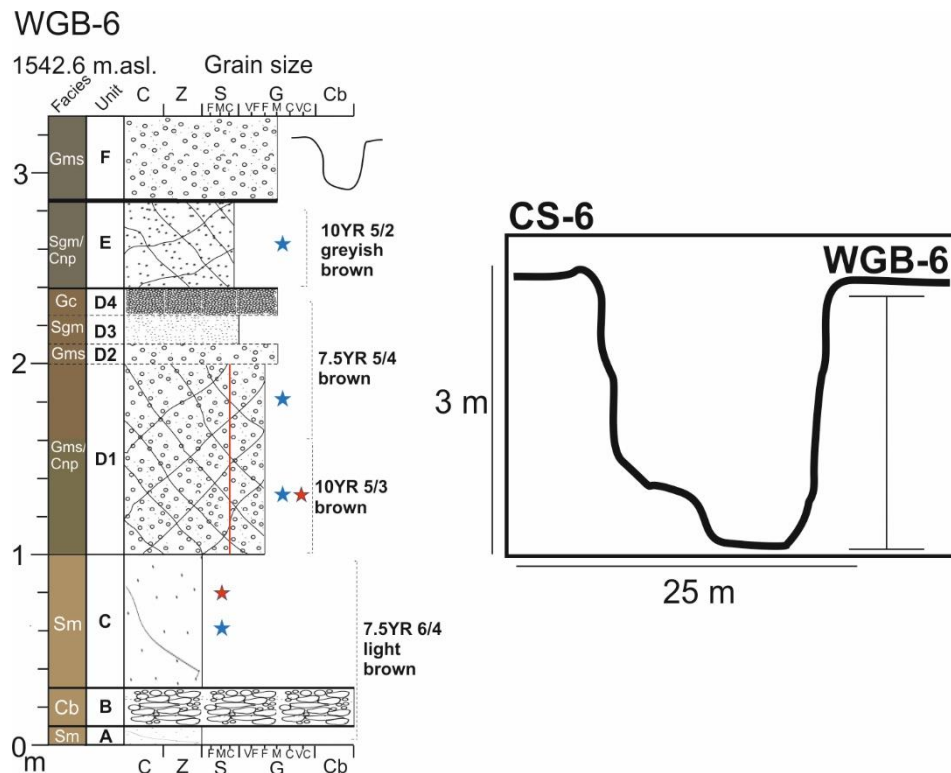 WGB-6
1542.6 m.asl.
Grain size
Facies Unit C Z S G Cb
F M C VF F M C VC
3
Gms F
Sgm/
Cnp
E
10YR 5/2
greyish
brown
Gc D4
Sgm D3
2
Gms D2
7.5YR 5/4
brown
Gms/
Cnp
D1
10YR 5/3
brown
1
Sm C
7.5YR 6/4
light
brown
Cb B
Sm A
0
m
F M C VF F M C VC
C Z S G Cb
CS-6
WGB-6
3 m
25 m